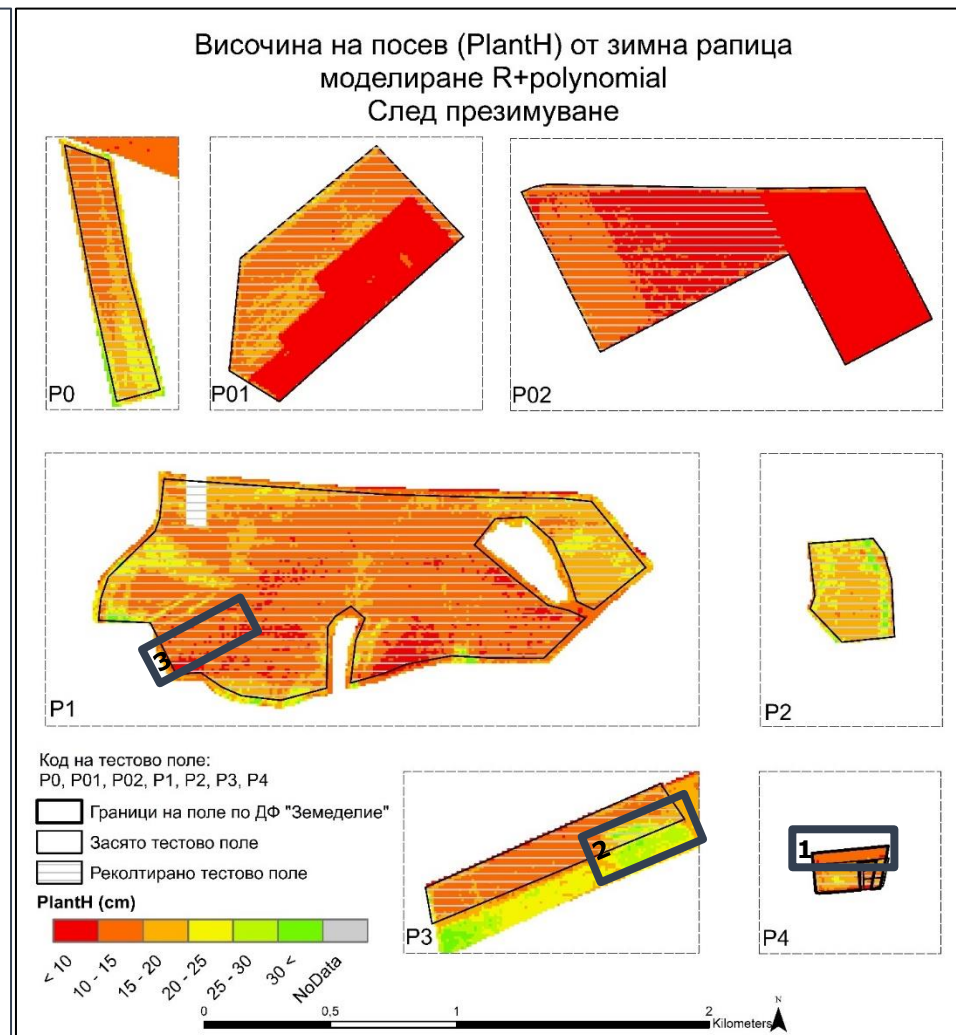 Височина на посев (PlantH) от зимна рапица
моделиране R+polynomial
След презимуване
P0
P01
P02
3
P1
P2
Код на тестово поле:
P0, P01, P02, P1, P2, P3, P4
Граници на поле по ДФ "Земеделие"
Засято тестово поле
Реколтирано тестово поле
PlantH (cm)
< 10
10 - 15
15 - 20
20 - 25
25 - 30
30 <
NoData
2
P3
1
P4
0
0,5
1
2
Kilometers
N